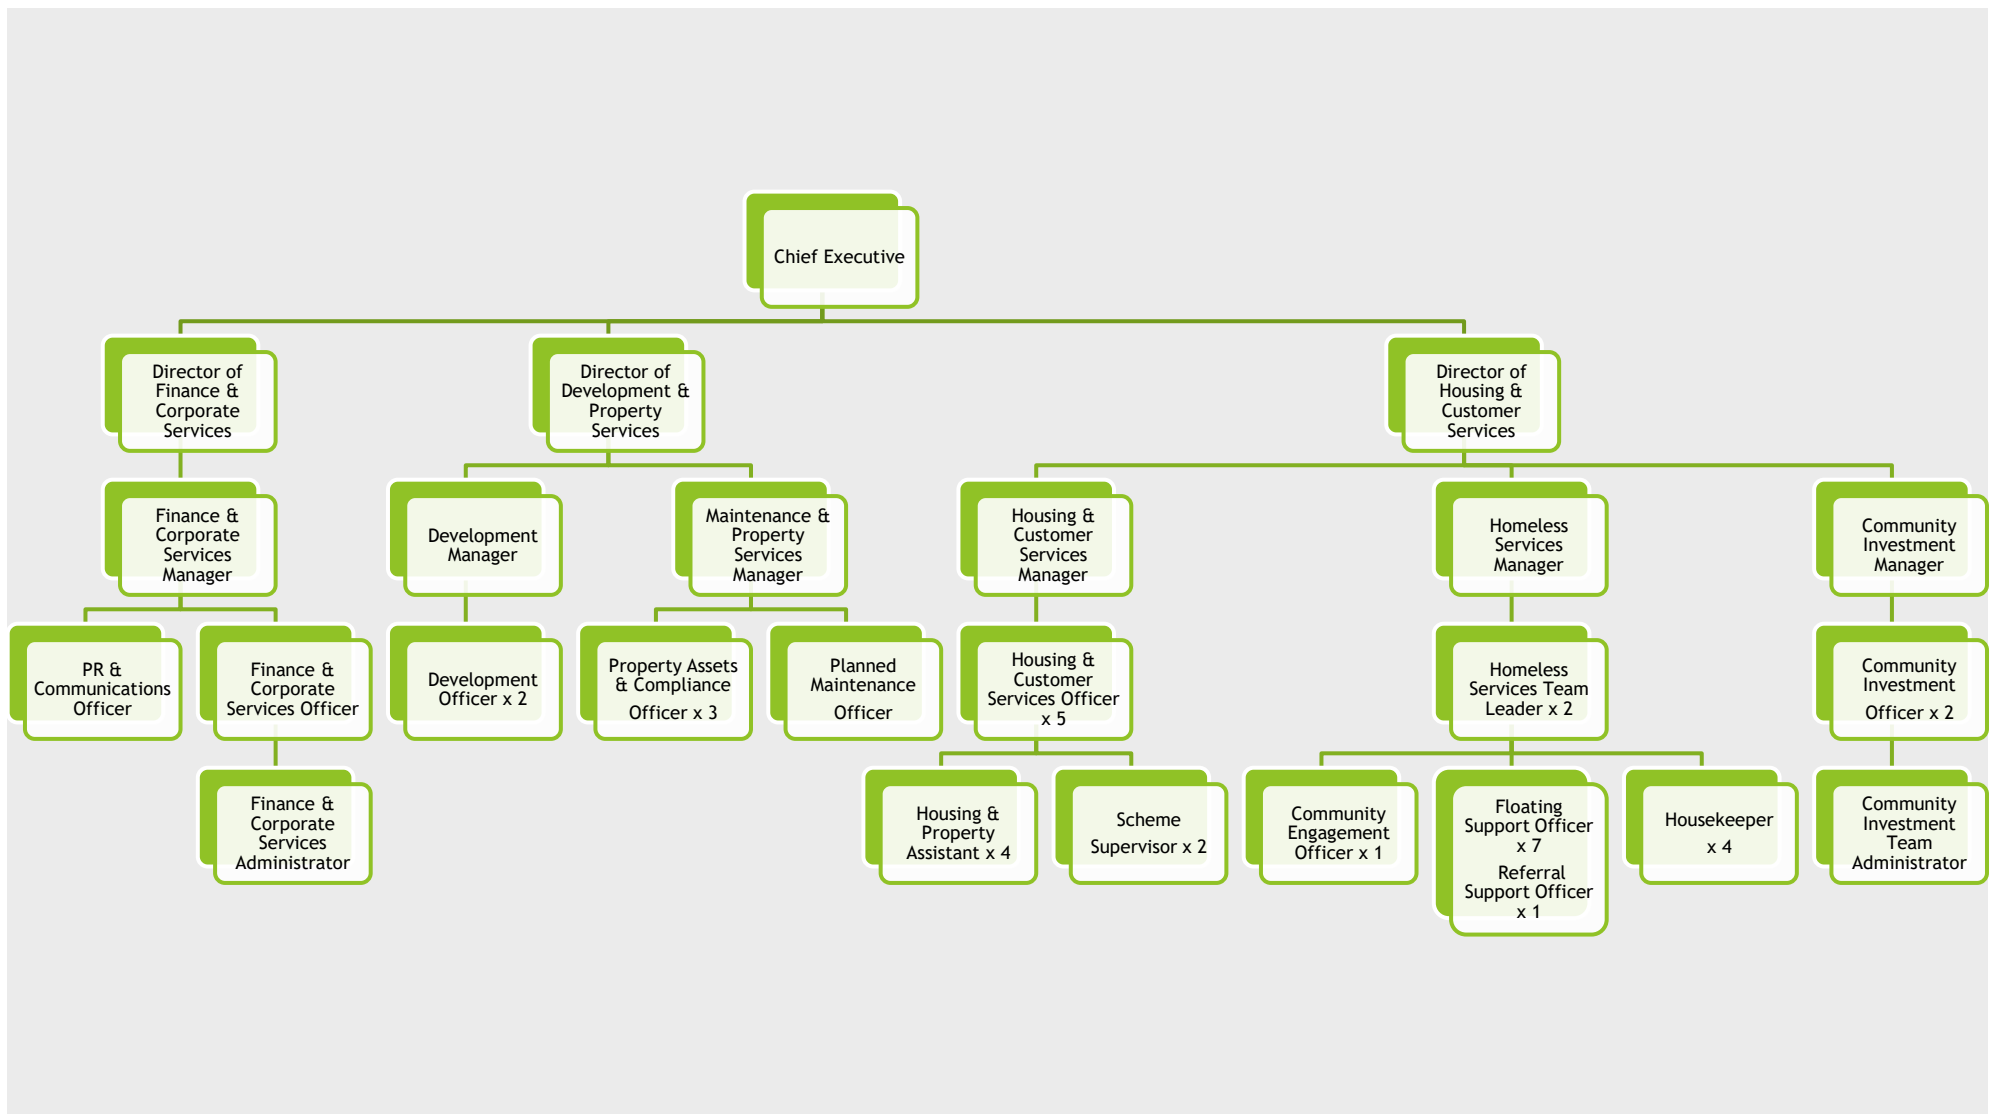 Chief Executive
Director of
Finance &
Corporate
Services
Director of
Development &
Property
Services
Director of
Housing &
Customer
Services
Finance &
Corporate
Services
Manager
Development
Manager
Maintenance &
Property
Services
Manager
Housing &
Customer
Services
Manager
Homeless
Services
Manager
Community
Investment
Manager
PR &
Communications
Officer
Finance &
Corporate
Services Officer
Development
Officer x 2
Property Assets
& Compliance
Officer x 3
Planned
Maintenance
Officer
Housing &
Customer
Services Officer
x 5
Homeless
Services Team
Leader x 2
Community
Investment
Officer x 2
Finance &
Corporate
Services
Administrator
Housing &
Property
Assistant x 4
Scheme
Supervisor x 2
Community
Engagement
Officer x 1
Floating
Support Officer
x 7
Referral
Support Officer
x 1
Housekeeper
x 4
Community
Investment
Team
Administrator